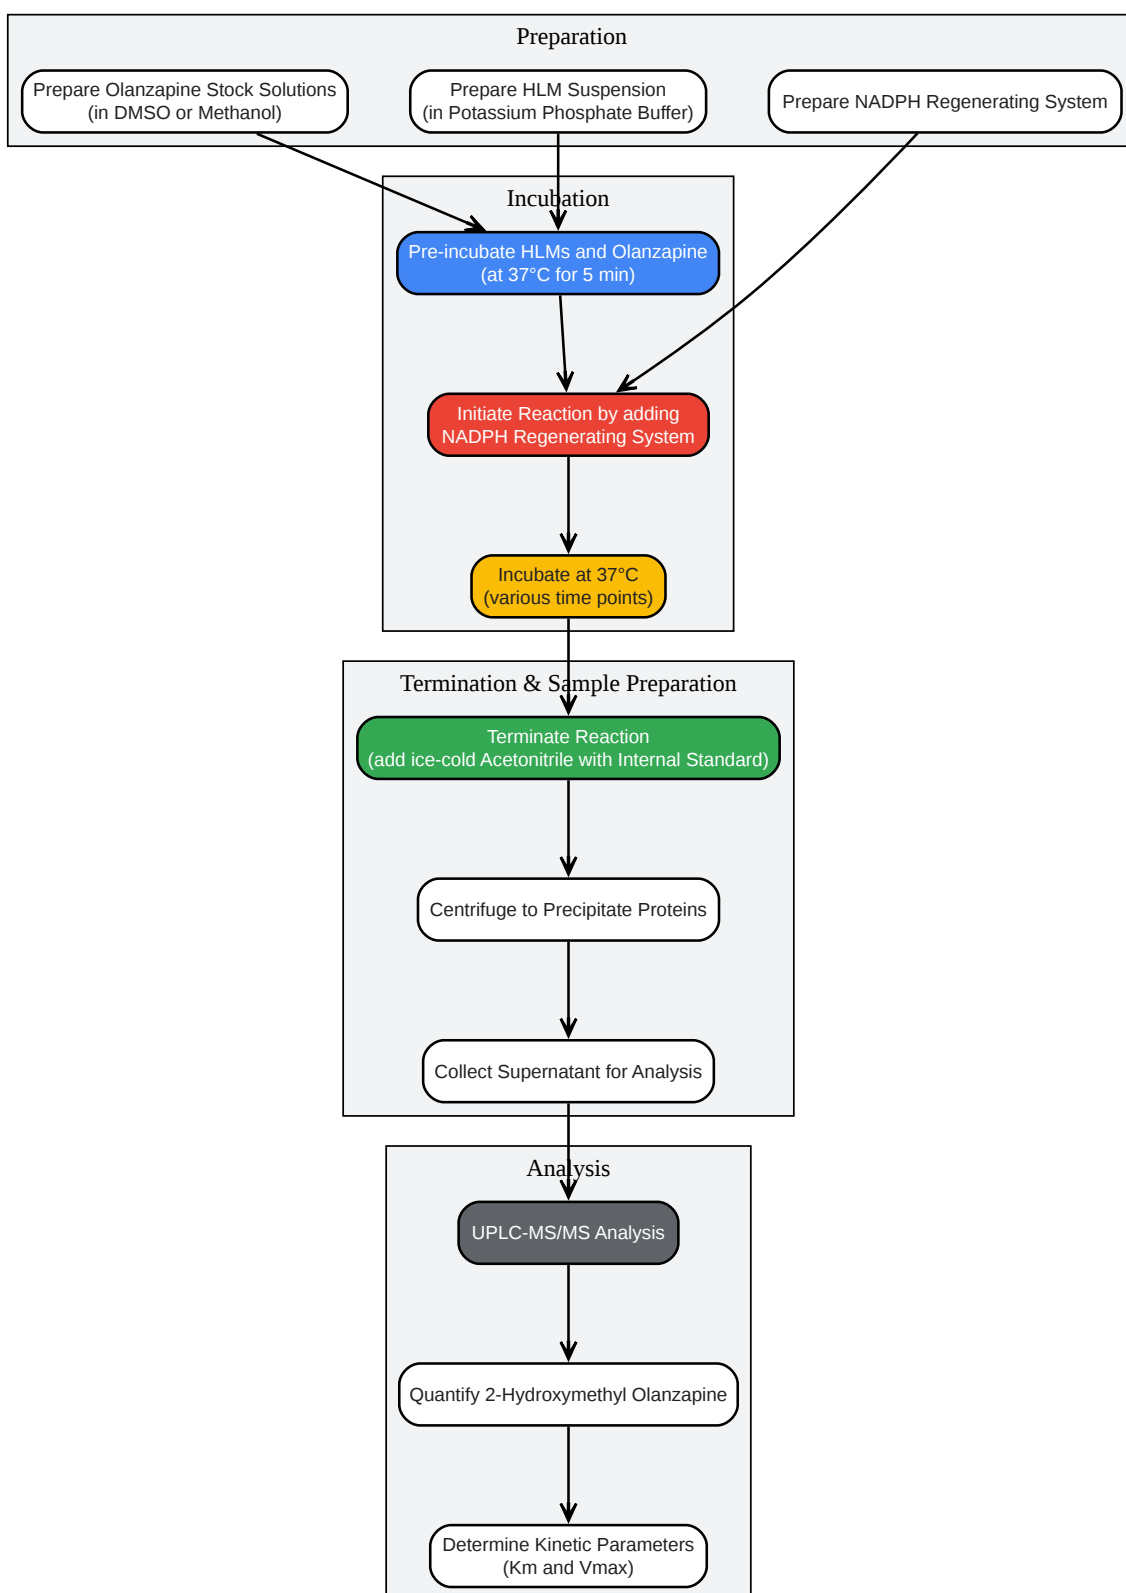 Preparation
Prepare Olanzapine Stock Solutions
(in DMSO or Methanol)
Prepare HLM Suspension
(in Potassium Phosphate Buffer)
Prepare NADPH Regenerating System
Incubation
Pre-incubate HLMs and Olanzapine
(at 37°C for 5 min)
Initiate Reaction by adding
NADPH Regenerating System
Incubate at 37°C
(various time points)
Termination & Sample Preparation
Terminate Reaction
(add ice-cold Acetonitrile with Internal Standard)
Centrifuge to Precipitate Proteins
Collect Supernatant for Analysis
Analysis
UPLC-MS/MS Analysis
Quantify 2-Hydroxymethyl Olanzapine
Determine Kinetic Parameters
(Km and Vmax)